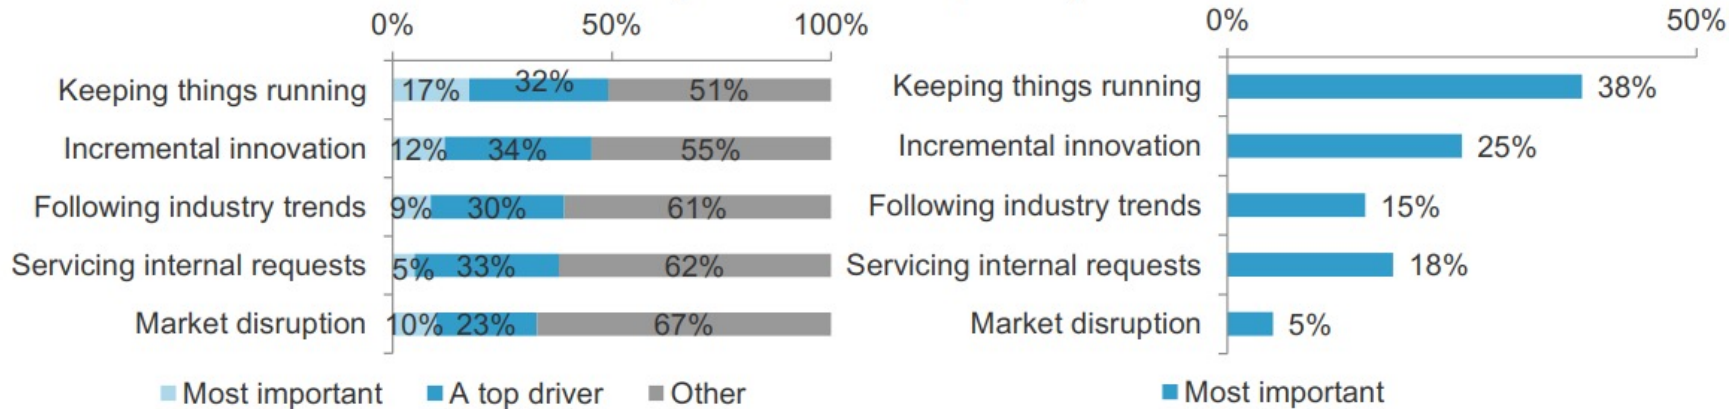 0% 50% 100%
Keeping things running 17% 32% 51%
Incremental innovation 12% 34% 55%
Following industry trends 9% 30% 61%
Servicing internal requests 5% 33% 62%
Market disruption 10% 23% 67%
Most important A top driver Other
0% 50%
Keeping things running 38%
Incremental innovation 25%
Following industry trends 15%
Servicing internal requests 18%
Market disruption 5%
Most important